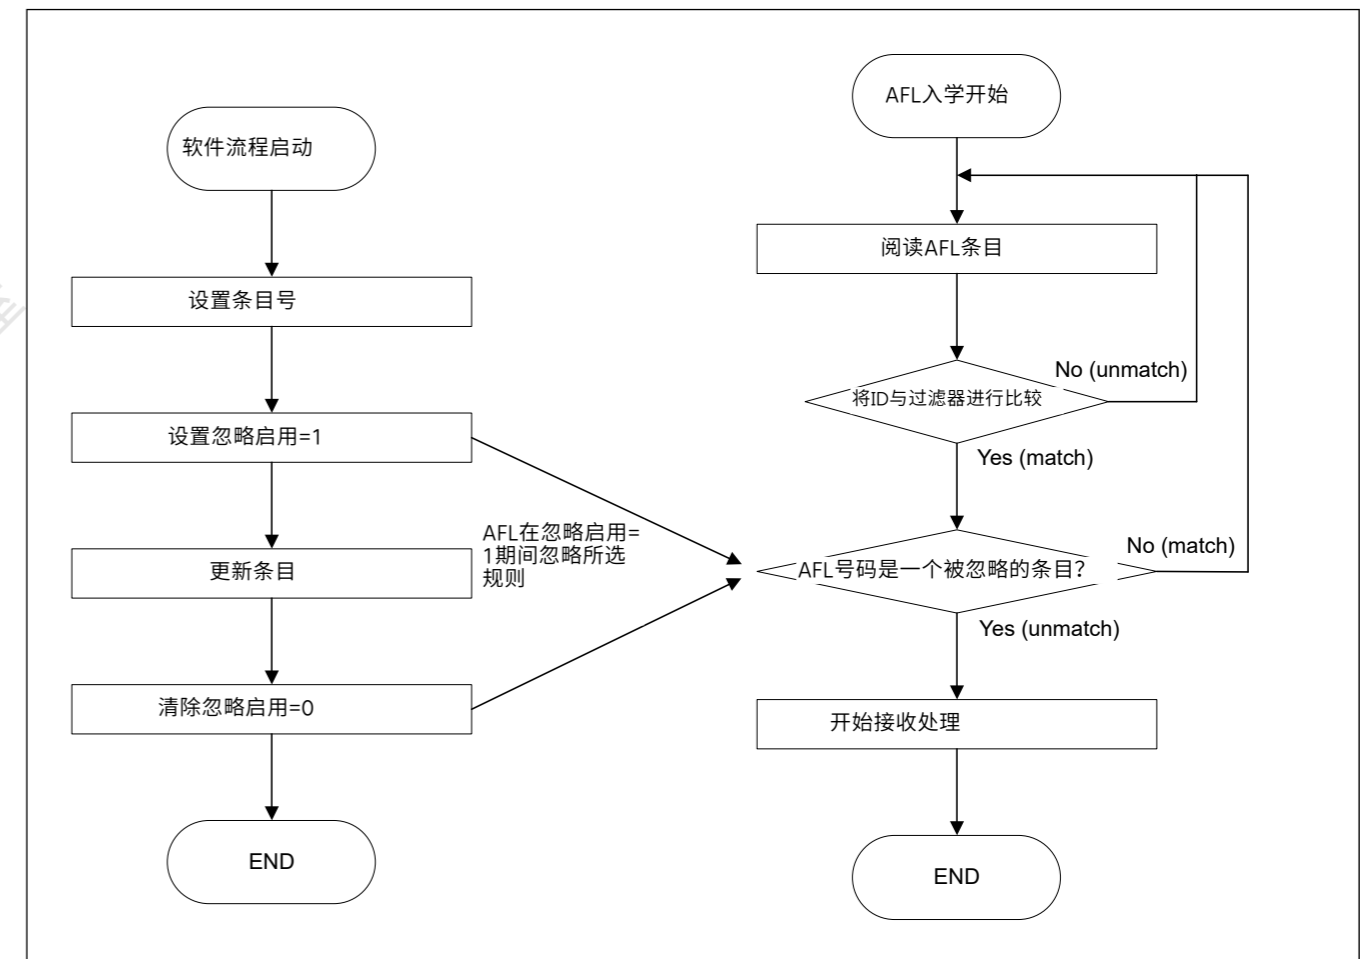 软件流程启动
设置条目号
设置忽略启用=1
更新条目
清除忽略启用=0
END
AFL在忽略启用=
1期间忽略所选
规则
AFL入学开始
阅读AFL条目
将ID与过滤器进行比较
No (unmatch)
Yes (match)
AFL号码是一个被忽略的条目?
No (match)
Yes (unmatch)
开始接收处理
END